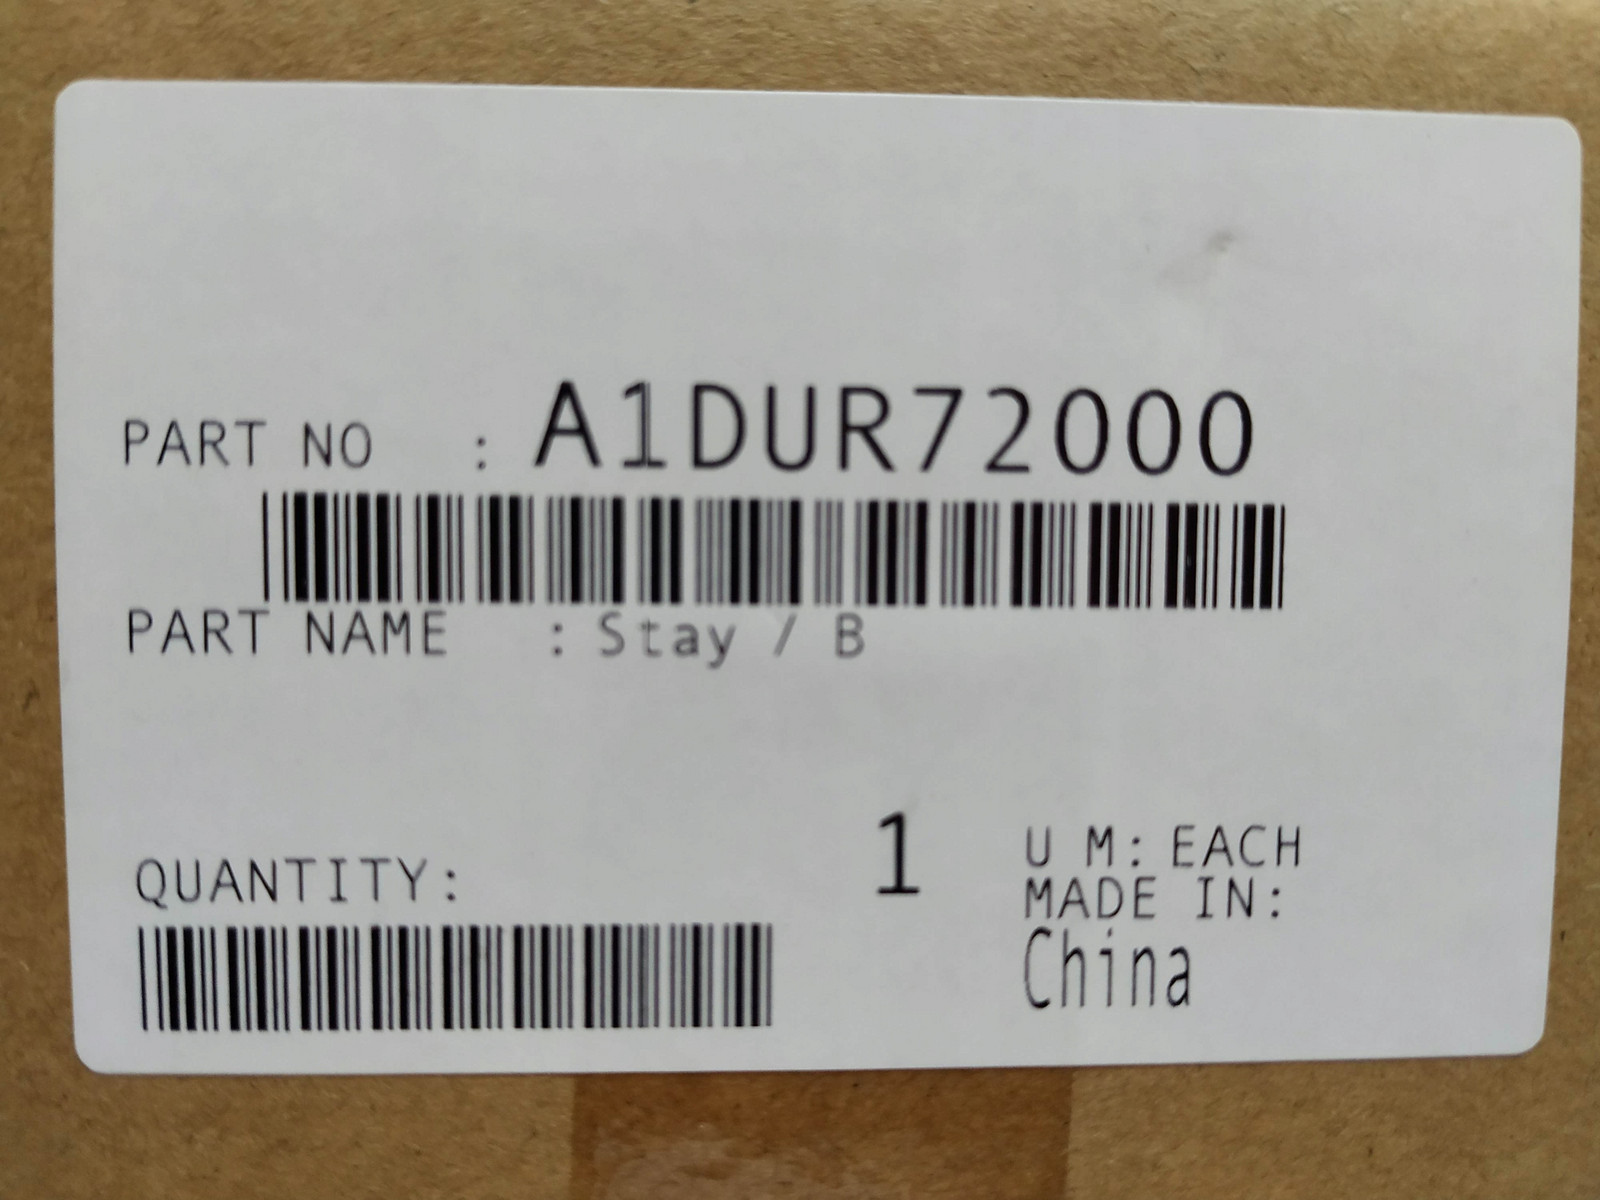 PART NO : A1DUR72000
PART NAME : Stay / B
QUANTITY: 1
U M: EACH
MADE IN:
China